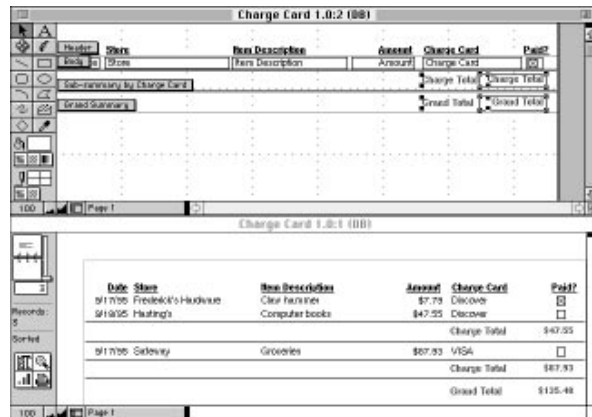 Charge Card 1.0:2 (DB)
Header Store Item Description Amount Charge Card Paid?
Body Store Item Description Amount Charge Card
Sub-summary by Charge Card Charge Total Charge Total
Grand Summary Grand Total Grand Total
100 Page 1
Charge Card 1.0:1 (DB)
Date Store Item Description Amount Charge Card Paid?
9/17/95 Frederick's Hardware Claw hammer $7.79 Discover
9/18/95 Hasting's Computer books $47.55 Discover
Records:
Charge Total $47.55
Sorted
9/17/95 Safeway Groceries $87.93 VISA
Charge Total $87.93
Grand Total $135.48
100 Page 1